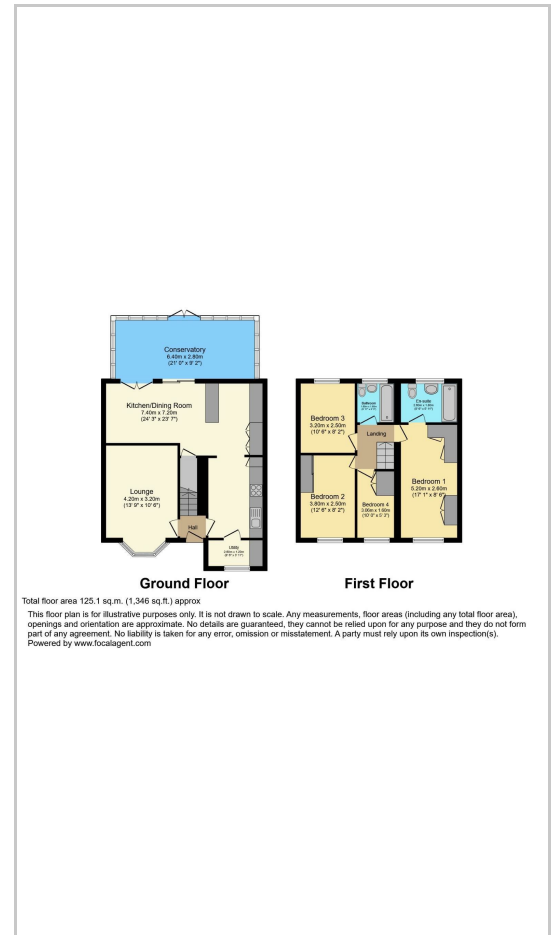 Conservatory
6.40m x 2.80m
(21' 0" x 9' 2")
Kitchen/Dining Room
7.40m x 7.20m
(24' 3" x 23' 7")
Lounge
4.20m x 3.20m
(13' 9" x 10' 6")
Hall
Utility
Ground Floor
Bathroom
En-suite
Bedroom 3
3.20m x 2.50m
(10' 6" x 8' 2")
Landing
Bedroom 1
5.20m x 2.60m
(17' 1" x 8' 6")
Bedroom 2
3.80m x 2.50m
(12' 6" x 8' 2")
Bedroom 4
First Floor
Total floor area 125.1 sq.m. (1,346 sq.ft.) approx
This floor plan is for illustrative purposes only. It is not drawn to scale. Any measurements, floor areas (including any total floor area),
openings and orientation are approximate. No details are guaranteed, they cannot be relied upon for any purpose and they do not form
part of any agreement. No liability is taken for any error, omission or misstatement. A party must rely upon its own inspection(s).
Powered by www.focalagent.com